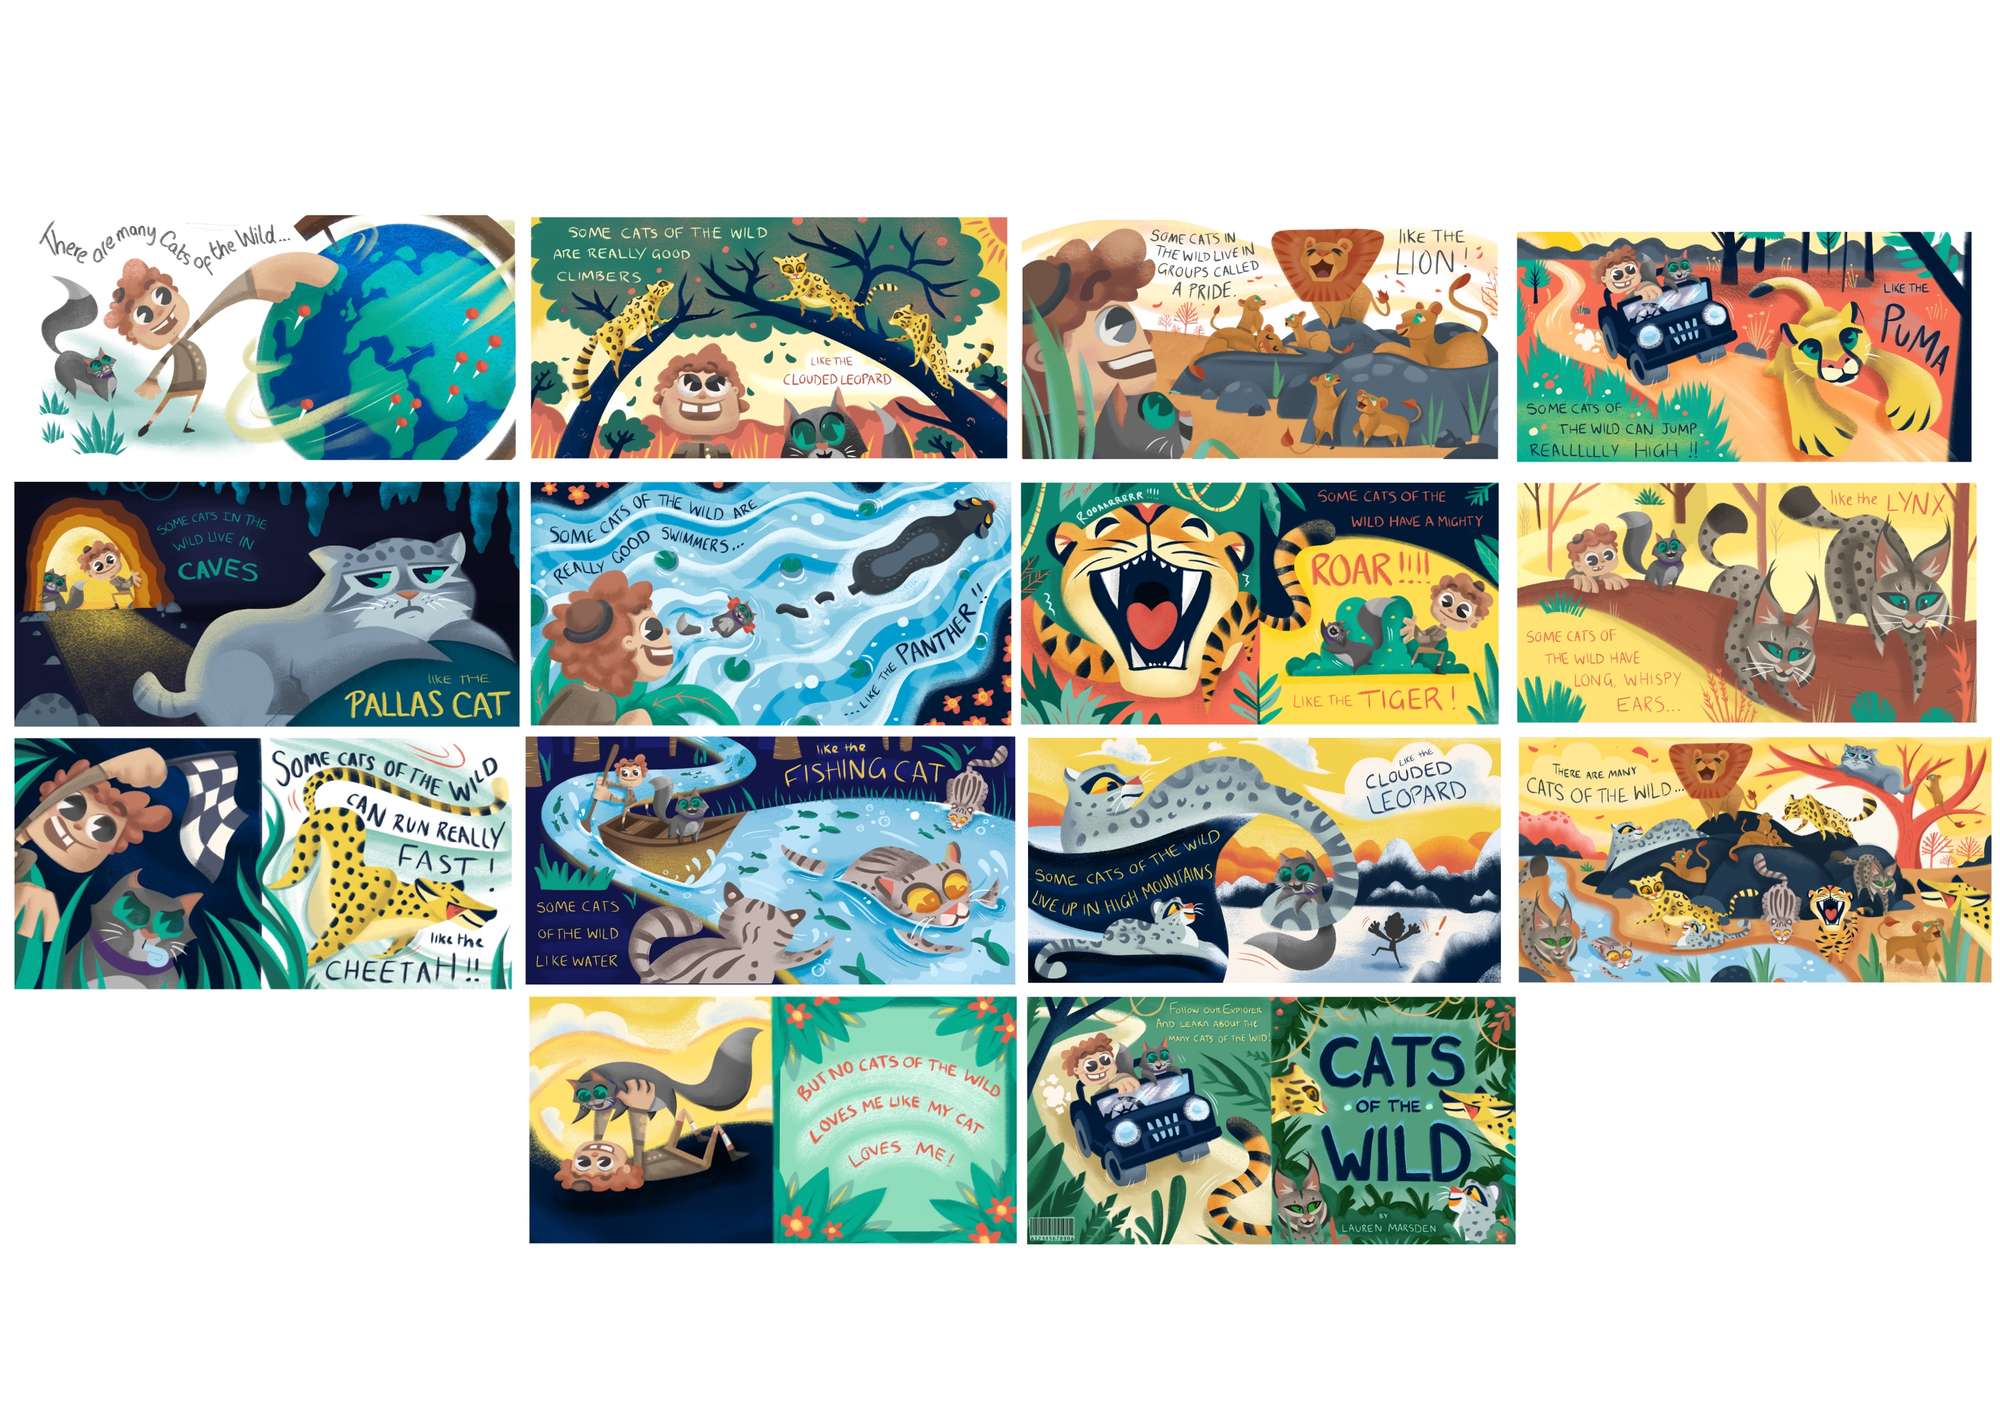 There are many Cats of the Wild...
SOME CATS OF THE WILD
ARE REALLY GOOD
CLIMBERS
LIKE THE
CLOUDED LEOPARD
SOME CATS IN
THE WILD LIVE IN
GROUPS CALLED
A PRIDE.
LIKE THE
LION!
LIKE THE
PUMA
SOME CATS OF
THE WILD CAN JUMP
REALLLLLLY HIGH !!
SOME CATS IN THE
WILD LIVE IN
CAVES
LIKE THE
PALLAS CAT
SOME CATS OF THE WILD ARE
REALLY GOOD SWIMMERS...
...LIKE THE PANTHER!!
ROOARRRRRR!!!!
SOME CATS OF THE
WILD HAVE A MIGHTY
ROAR!!!!
LIKE THE TIGER!
like the LYNX
SOME CATS OF
THE WILD HAVE
LONG, WHISPY
EARS...
SOME CATS OF THE WILD
CAN RUN REALLY
FAST!
like the
CHEETAH!!
like the
FISHING CAT
SOME CATS
OF THE WILD
LIKE WATER
LIKE THE
CLOUDED
LEOPARD
SOME CATS OF THE WILD
LIVE UP IN HIGH MOUNTAINS
!
THERE ARE MANY
CATS OF THE WILD...
BUT NO CATS OF THE WILD
LOVES ME LIKE MY CAT
LOVES ME!
FOLLOW OUR EXPLORER
AND LEARN ABOUT THE
MANY CATS OF THE WILD!
CATS
OF THE
WILD
BY
LAUREN MARSDEN